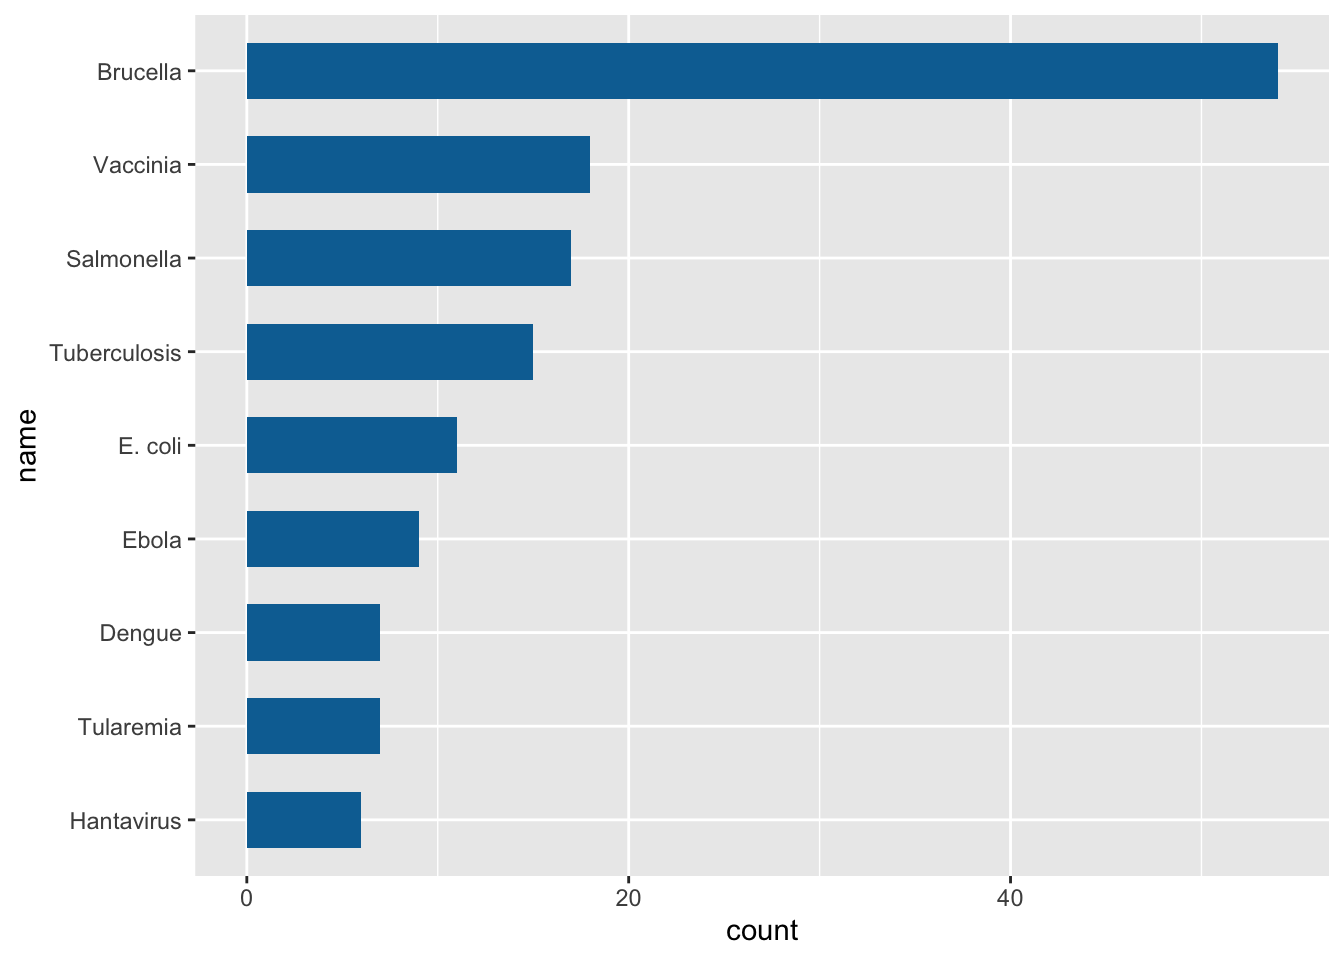 Brucella
Vaccinia
Salmonella
Tuberculosis
E. coli
Ebola
Dengue
Tularemia
Hantavirus
name
0 20 40
count